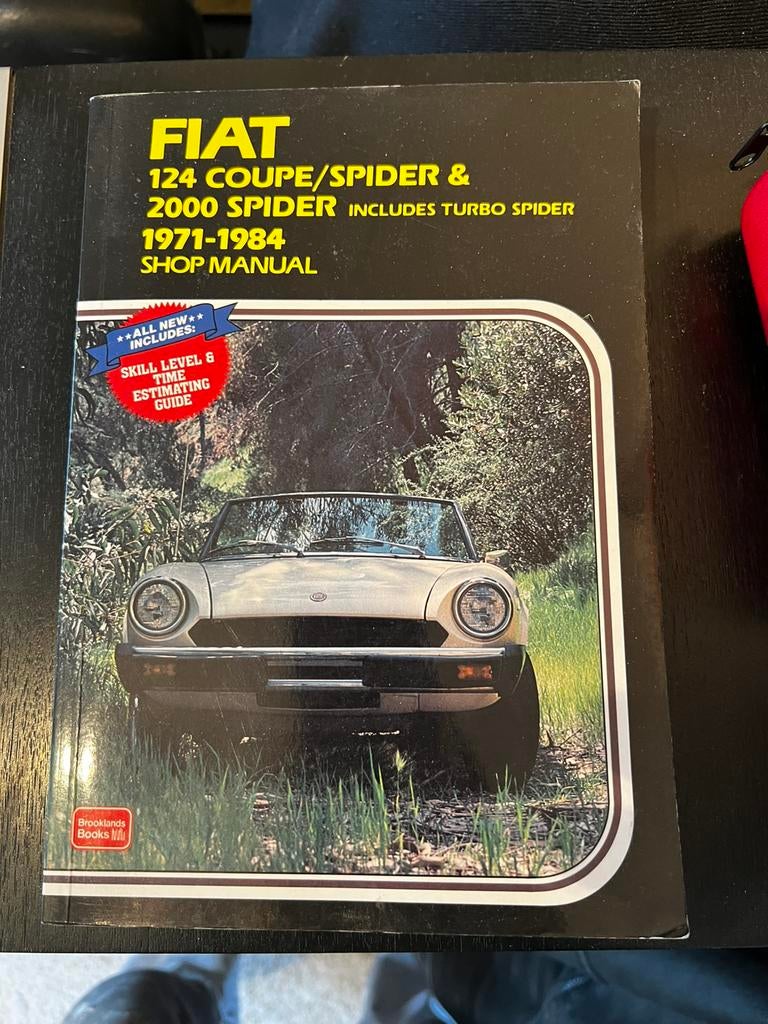 FIAT
124 COUPE/SPIDER &
2000 SPIDER INCLUDES TURBO SPIDER
1971-1984
SHOP MANUAL
**ALL NEW**
INCLUDES:
SKILL LEVEL &
TIME
ESTIMATING
GUIDE
Brooklands
Books